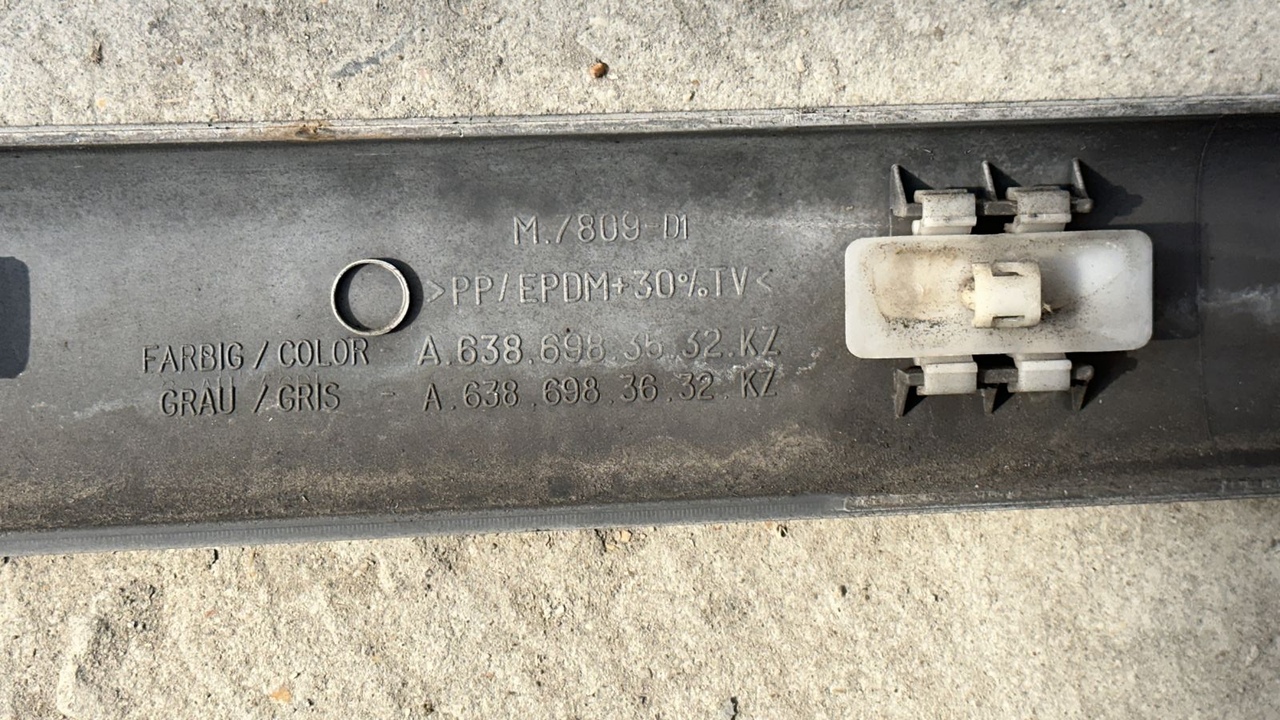 M./809-D1
>PP/EPDM+30%TV<
FARBIG / COLOR - A.638.698.35.32.KZ
GRAU / GRIS - A.638.698.36.32.KZ